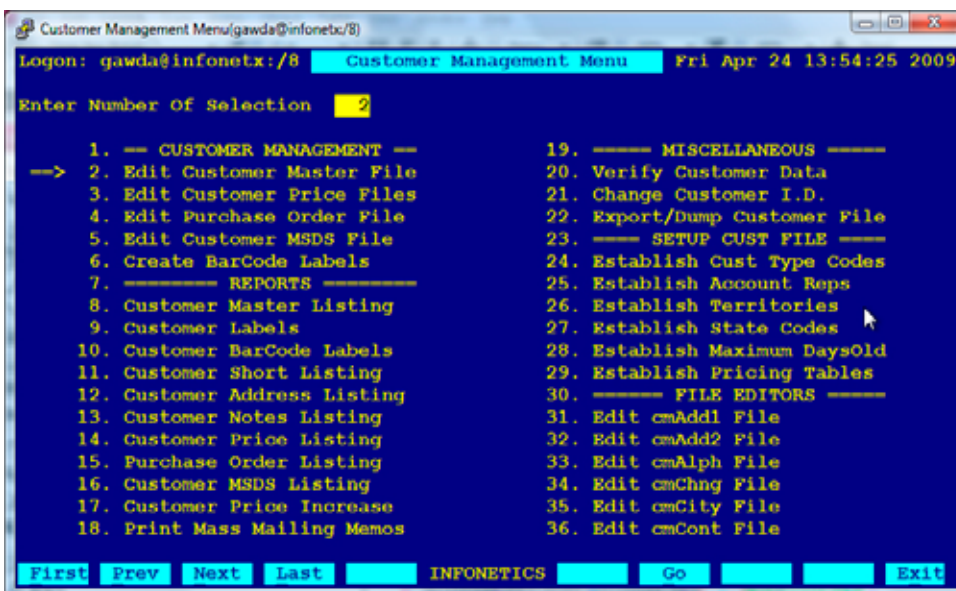 Customer Management Menu(gawda@infonetx:/8)
Logon: gawda@infonetx:/8 Customer Management Menu Fri Apr 24 13:54:25 2009
Enter Number Of Selection 2
1. == CUSTOMER MANAGEMENT ==
==> 2. Edit Customer Master File
3. Edit Customer Price Files
4. Edit Purchase Order File
5. Edit Customer MSDS File
6. Create BarCode Labels
7. ======== REPORTS ========
8. Customer Master Listing
9. Customer Labels
10. Customer BarCode Labels
11. Customer Short Listing
12. Customer Address Listing
13. Customer Notes Listing
14. Customer Price Listing
15. Purchase Order Listing
16. Customer MSDS Listing
17. Customer Price Increase
18. Print Mass Mailing Memos
19. ===== MISCELLANEOUS =====
20. Verify Customer Data
21. Change Customer I.D.
22. Export/Dump Customer File
23. ==== SETUP CUST FILE ====
24. Establish Cust Type Codes
25. Establish Account Reps
26. Establish Territories
27. Establish State Codes
28. Establish Maximum DaysOld
29. Establish Pricing Tables
30. ====== FILE EDITORS =====
31. Edit cmAdd1 File
32. Edit cmAdd2 File
33. Edit cmAlph File
34. Edit cmChng File
35. Edit cmCity File
36. Edit cmCont File
First Prev Next Last INFONETICS Go Exit